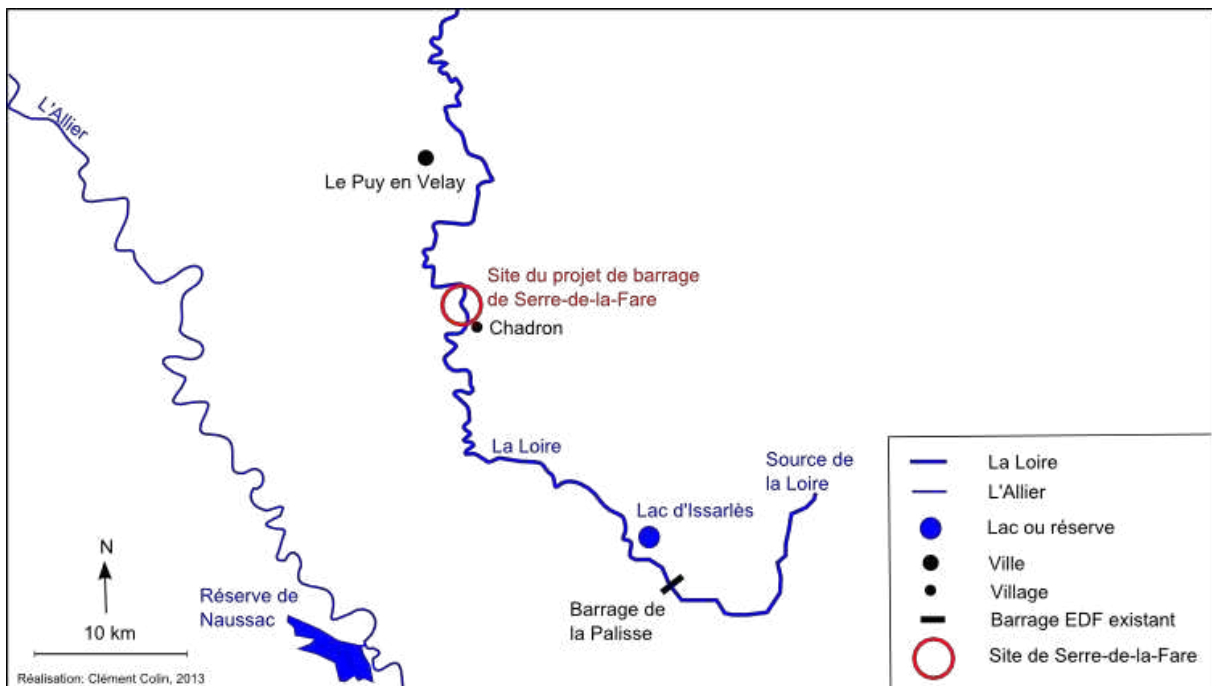 L'Allier
Le Puy en Velay
Site du projet de barrage
de Serre-de-la-Fare
Chadron
La Loire
Source de
la Loire
Lac d'Issarlès
Barrage de
la Palisse
Réserve de
Naussac
N
10 km
Réalisation: Clément Colin, 2013
La Loire
L'Allier
Lac ou réserve
Ville
Village
Barrage EDF existant
Site de Serre-de-la-Fare